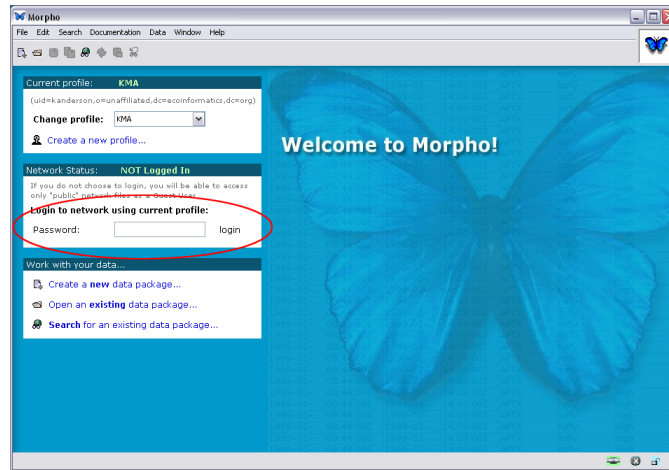 Morpho
File Edit Search Documentation Data Window Help
Current profile: KMA
(uid=kanderson,o=unaffiliated,dc=ecoinformatics,dc=org)
Change profile: KMA
Create a new profile...
Welcome to Morpho!
Network Status: NOT Logged In
If you do not choose to login, you will be able to access
only "public" network files as a Guest User.
Login to network using current profile:
Password: login
Work with your data...
Create a new data package...
Open an existing data package...
Search for an existing data package...